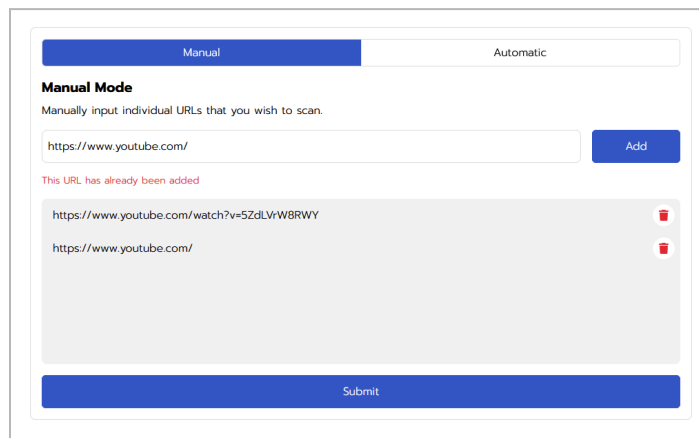 Manual
Automatic
Manual Mode
Manually input individual URLs that you wish to scan.
https://www.youtube.com/
Add
This URL has already been added
https://www.youtube.com/watch?v=5ZdLVrW8RWY
https://www.youtube.com/
Submit